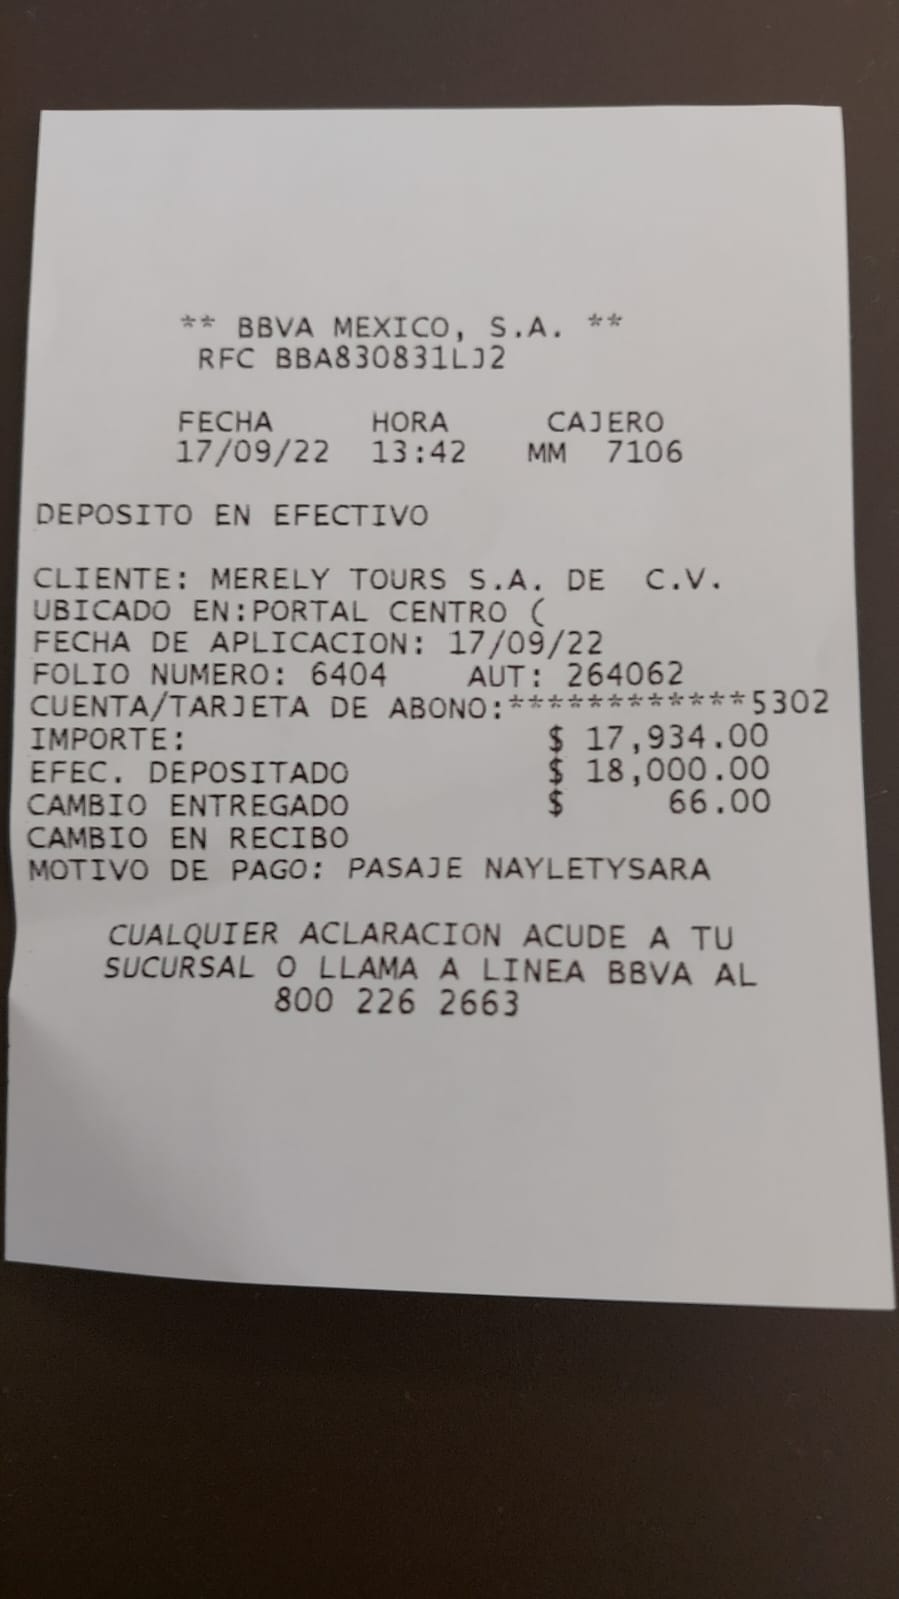 ** BBVA MEXICO, S.A. **
RFC BBA830831LJ2
FECHA HORA CAJERO
17/09/22 13:42 MM 7106
DEPOSITO EN EFECTIVO
CLIENTE: MERELY TOURS S.A. DE C.V.
UBICADO EN:PORTAL CENTRO (
FECHA DE APLICACION: 17/09/22
FOLIO NUMERO: 6404 AUT: 264062
CUENTA/TARJETA DE ABONO:************5302
IMPORTE: $ 17,934.00
EFEC. DEPOSITADO $ 18,000.00
CAMBIO ENTREGADO $ 66.00
CAMBIO EN RECIBO
MOTIVO DE PAGO: PASAJE NAYLETYSARA
CUALQUIER ACLARACION ACUDE A TU
SUCURSAL O LLAMA A LINEA BBVA AL
800 226 2663